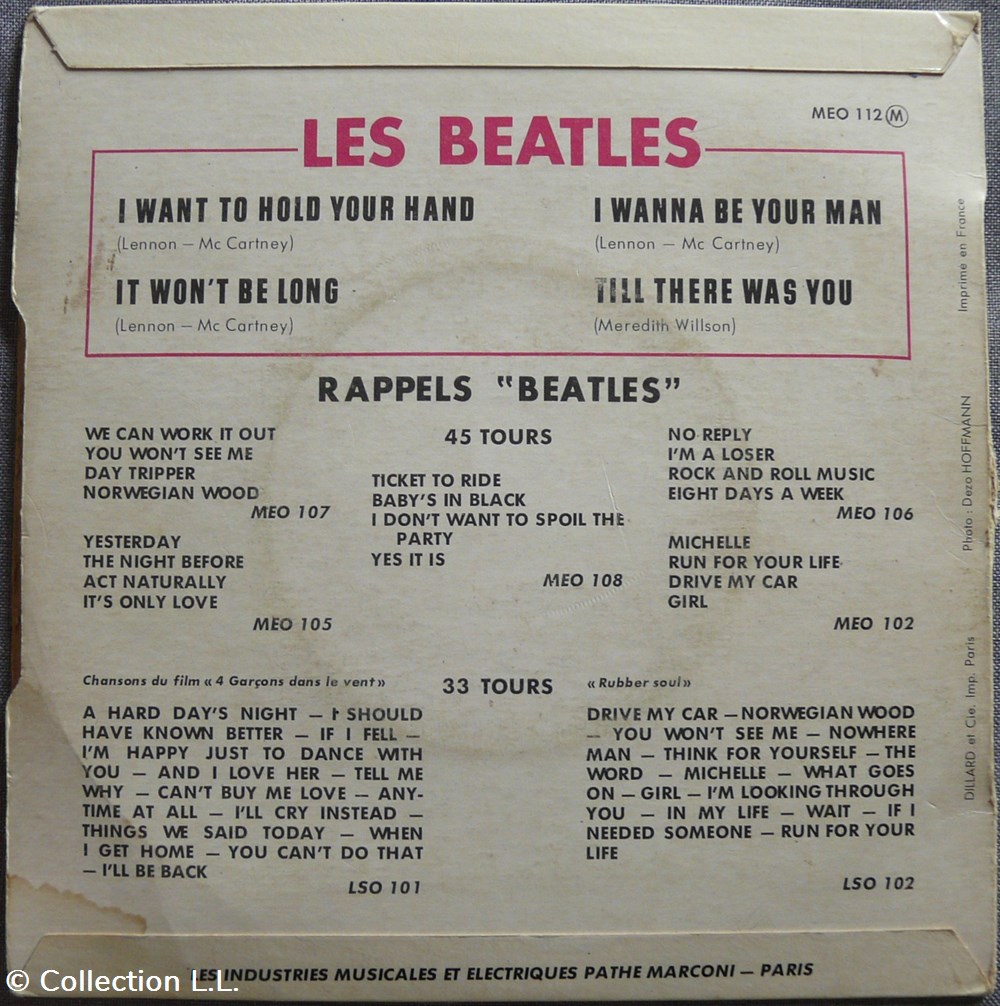 MEO 112 M
LES BEATLES
I WANT TO HOLD YOUR HAND
(Lennon – Mc Cartney)
IT WON'T BE LONG
(Lennon – Mc Cartney)
I WANNA BE YOUR MAN
(Lennon – Mc Cartney)
TILL THERE WAS YOU
(Meredith Willson)
RAPPELS "BEATLES"
45 TOURS
WE CAN WORK IT OUT
YOU WON'T SEE ME
DAY TRIPPER
NORWEGIAN WOOD
MEO 107
YESTERDAY
THE NIGHT BEFORE
ACT NATURALLY
IT'S ONLY LOVE
MEO 105
TICKET TO RIDE
BABY'S IN BLACK
I DON'T WANT TO SPOIL THE
PARTY
YES IT IS
MEO 108
NO REPLY
I'M A LOSER
ROCK AND ROLL MUSIC
EIGHT DAYS A WEEK
MEO 106
MICHELLE
RUN FOR YOUR LIFE
DRIVE MY CAR
GIRL
MEO 102
33 TOURS
Chansons du film « 4 Garçons dans le vent »
A HARD DAY'S NIGHT – I SHOULD
HAVE KNOWN BETTER – IF I FELL –
I'M HAPPY JUST TO DANCE WITH
YOU – AND I LOVE HER – TELL ME
WHY – CAN'T BUY ME LOVE – ANY-
TIME AT ALL – I'LL CRY INSTEAD –
THINGS WE SAID TODAY – WHEN
I GET HOME – YOU CAN'T DO THAT
– I'LL BE BACK
LSO 101
« Rubber soul »
DRIVE MY CAR – NORWEGIAN WOOD
– YOU WON'T SEE ME – NOWHERE
MAN – THINK FOR YOURSELF – THE
WORD – MICHELLE – WHAT GOES
ON – GIRL – I'M LOOKING THROUGH
YOU – IN MY LIFE – WAIT – IF I
NEEDED SOMEONE – RUN FOR YOUR
LIFE
LSO 102
Imprime en France
Photo : Dezo HOFFMANN
DILLARD et Cie. Imp. Paris
LES INDUSTRIES MUSICALES ET ELECTRIQUES PATHE MARCONI – PARIS
© Collection L.L.